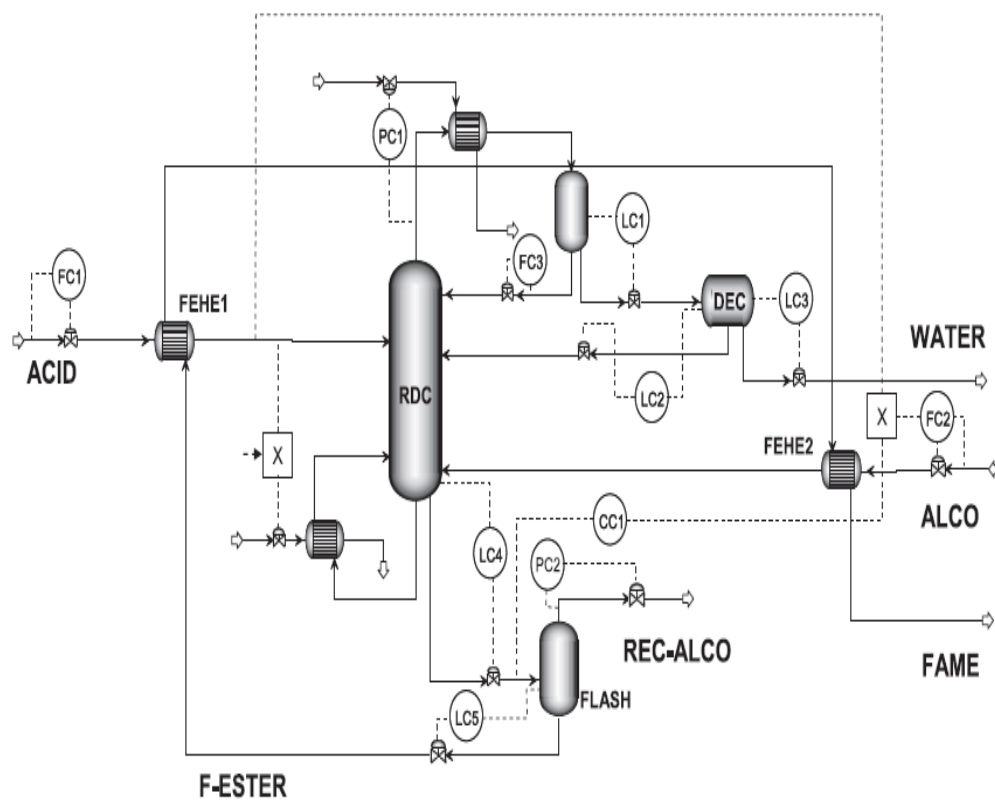 PC1
LC1
FC3
FC1
FEHE1
DEC
LC3
WATER
ACID
RDC
LC2
X
FC2
FEHE2
X
ALCO
CC1
LC4
PC2
REC-ALCO
FAME
FLASH
LC5
F-ESTER